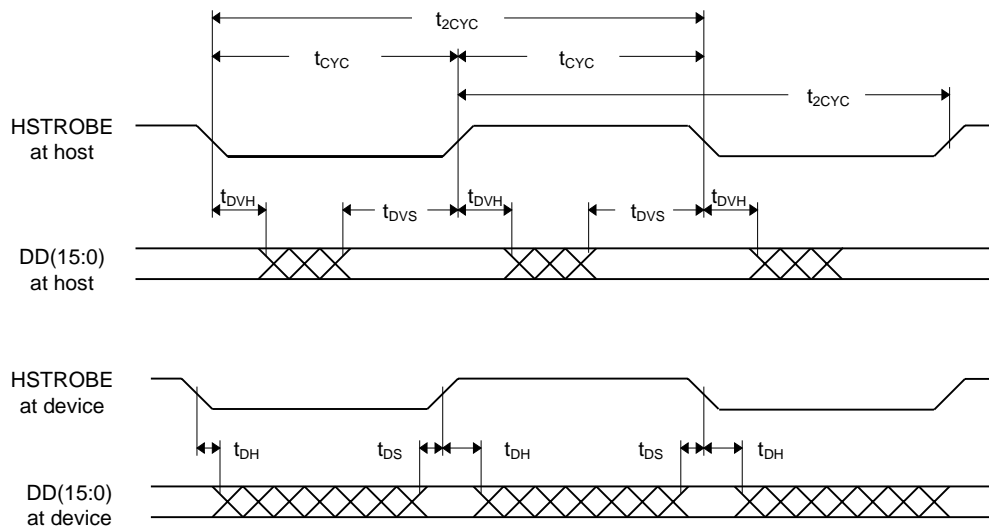 t2CYC
tCYC tCYC
t2CYC
HSTROBE
at host
tDVH tDVS tDVH tDVS tDVH
DD(15:0)
at host
HSTROBE
at device
tDH tDS tDH tDS tDH
DD(15:0)
at device